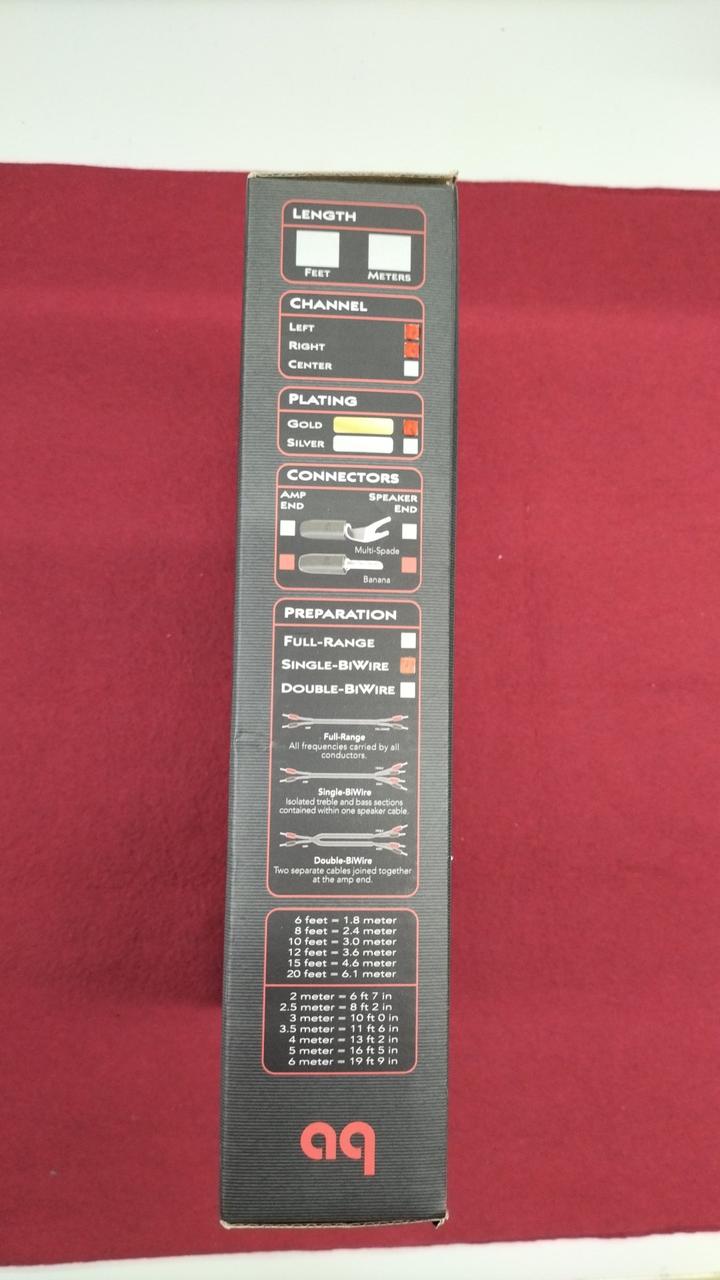 LENGTH
FEET METERS
CHANNEL
LEFT
RIGHT
CENTER
PLATING
GOLD
SILVER
CONNECTORS
AMP END SPEAKER END
Multi-Spade
Banana
PREPARATION
FULL-RANGE
SINGLE-BIWIRE
DOUBLE-BIWIRE
Full-Range
All frequencies carried by all
conductors.
Single-BiWire
Isolated treble and bass sections
contained within one speaker cable.
Double-BiWire
Two separate cables joined together
at the amp end.
6 feet = 1.8 meter
8 feet = 2.4 meter
10 feet = 3.0 meter
12 feet = 3.6 meter
15 feet = 4.6 meter
20 feet = 6.1 meter
2 meter = 6 ft 7 in
2.5 meter = 8 ft 2 in
3 meter = 10 ft 0 in
3.5 meter = 11 ft 6 in
4 meter = 13 ft 2 in
5 meter = 16 ft 5 in
6 meter = 19 ft 9 in
aq